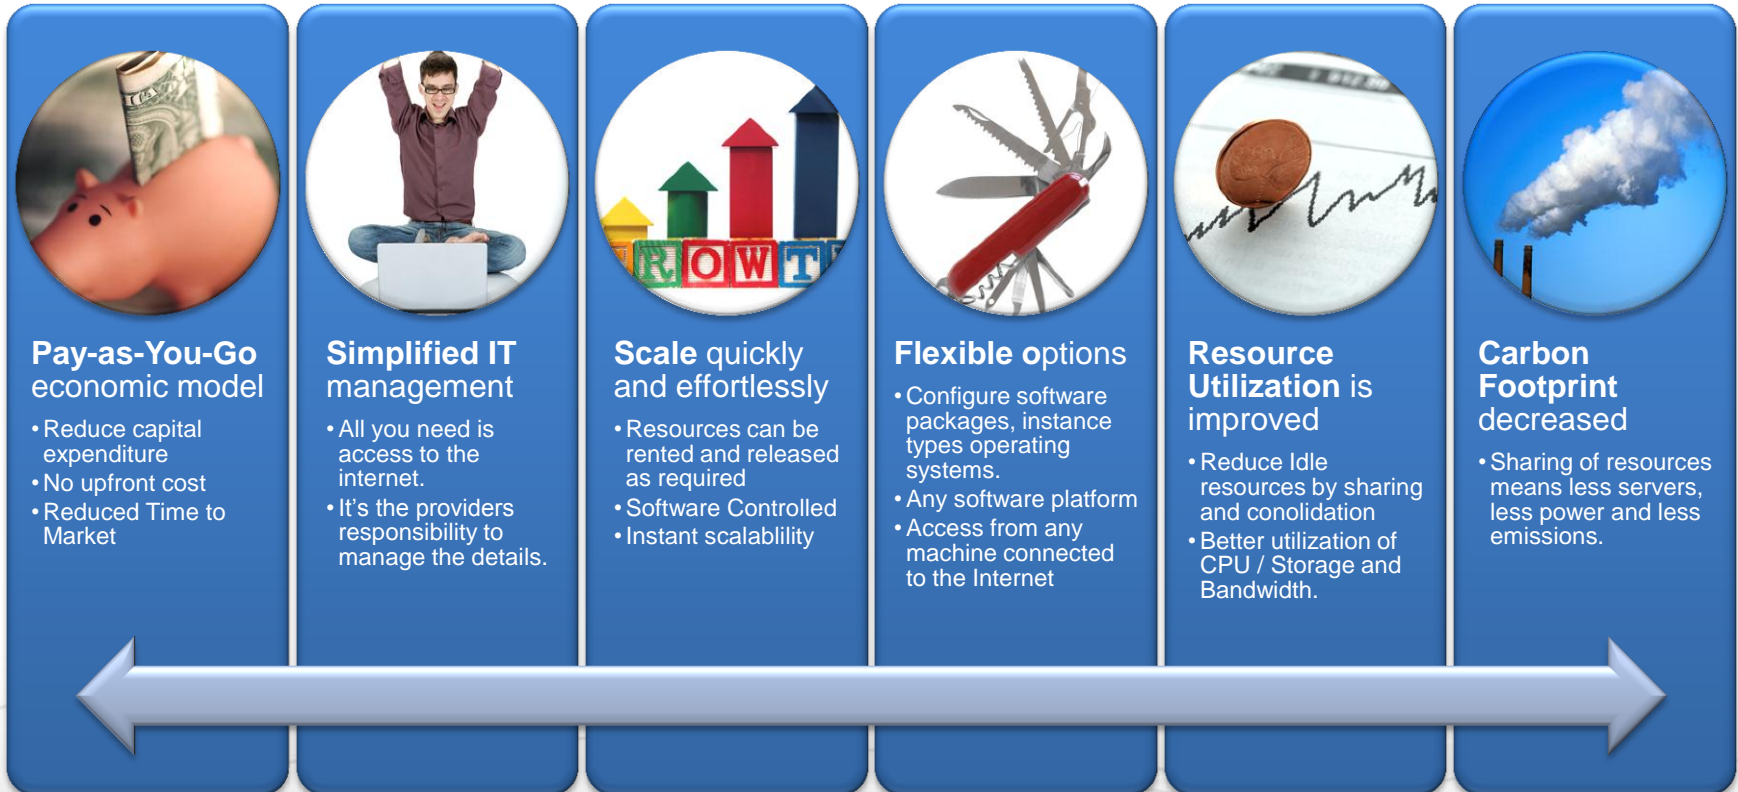 ROWT
Pay-as-You-Go
economic model
• Reduce capital
expenditure
• No upfront cost
• Reduced Time to
Market
Simplified IT
management
• All you need is
access to the
internet.
• It's the providers
responsibility to
manage the details.
Scale quickly
and effortlessly
• Resources can be
rented and released
as required
• Software Controlled
• Instant scalablility
Flexible options
• Configure software
packages, instance
types operating
systems.
• Any software platform
• Access from any
machine connected
to the Internet
Resource
Utilization is
improved
• Reduce Idle
resources by sharing
and conolidation
• Better utilization of
CPU / Storage and
Bandwidth.
Carbon
Footprint
decreased
• Sharing of resources
means less servers,
less power and less
emissions.